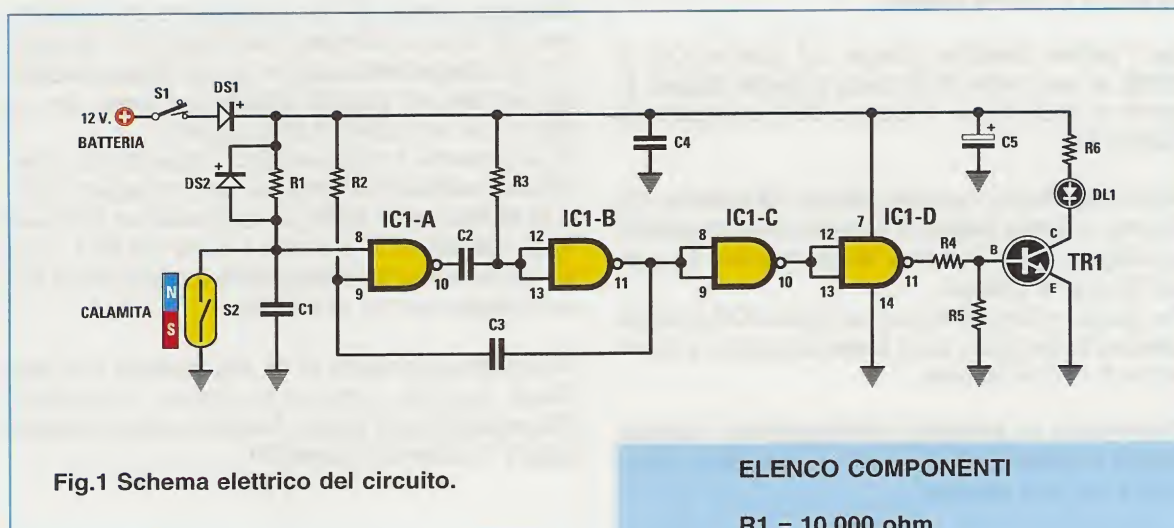 S1
DS1
12 V.
BATTERIA
DS2
R1
R2
R3
C4
C5
R6
DL1
IC1-A
IC1-B
IC1-C
IC1-D
8
9
10
C2
12
13
11
8
9
10
12
13
7
11
14
R4
B
C
E
TR1
R5
CALAMITA
N
S
S2
C1
C3
Fig.1 Schema elettrico del circuito.
ELENCO COMPONENTI
R1 = 10.000 ohm